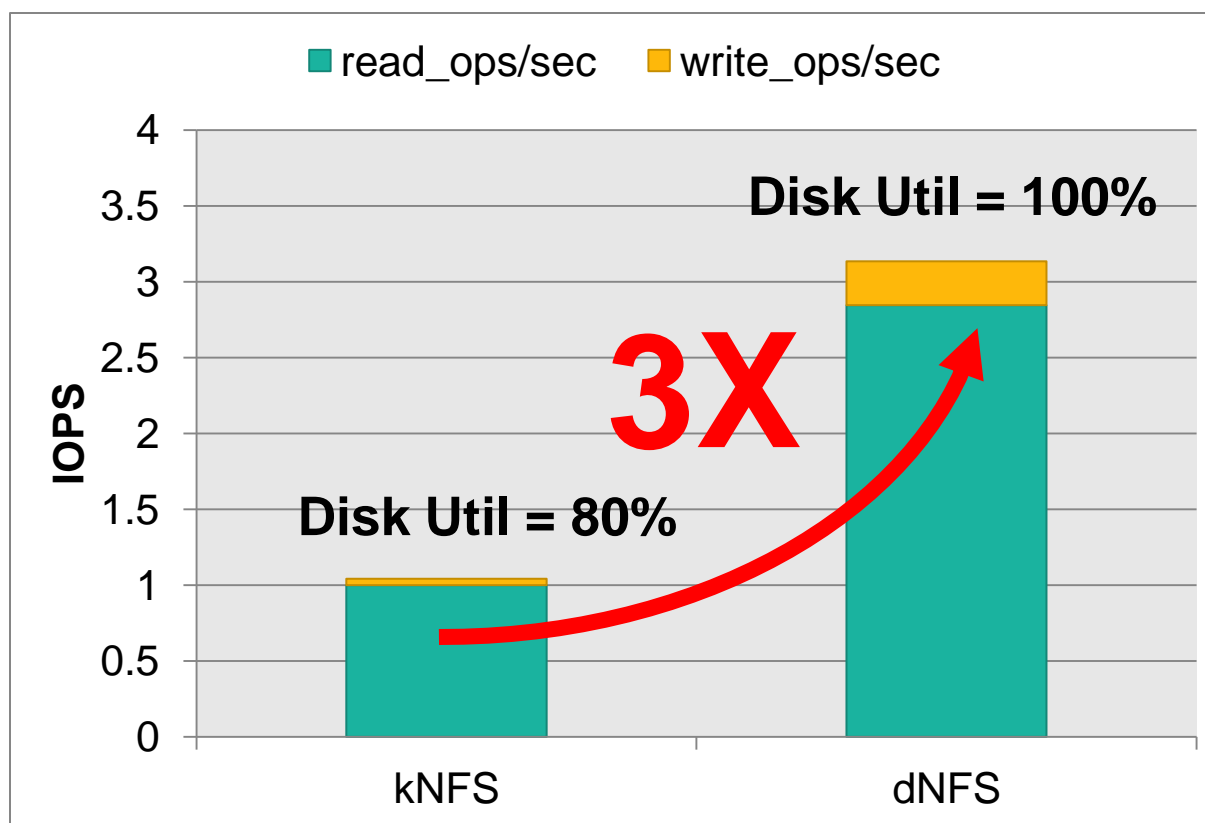 read_ops/sec write_ops/sec
4
Disk Util = 100%
3.5
3
3X
2.5
2
IOPS
1.5
Disk Util = 80%
1
0.5
0
kNFS dNFS